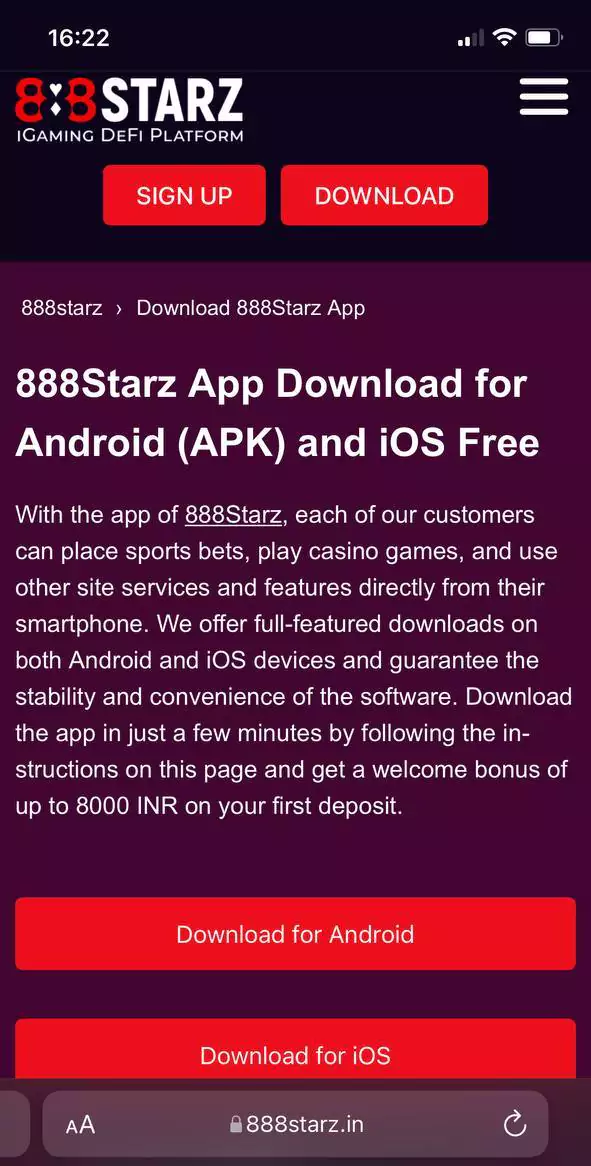 16:22
888STARZ
IGAMING DEFI PLATFORM
SIGN UP
DOWNLOAD
888starz › Download 888Starz App
888Starz App Download for
Android (APK) and iOS Free
With the app of 888Starz, each of our customers
can place sports bets, play casino games, and use
other site services and features directly from their
smartphone. We offer full-featured downloads on
both Android and iOS devices and guarantee the
stability and convenience of the software. Download
the app in just a few minutes by following the in-
structions on this page and get a welcome bonus of
up to 8000 INR on your first deposit.
Download for Android
Download for iOS
AA
888starz.in